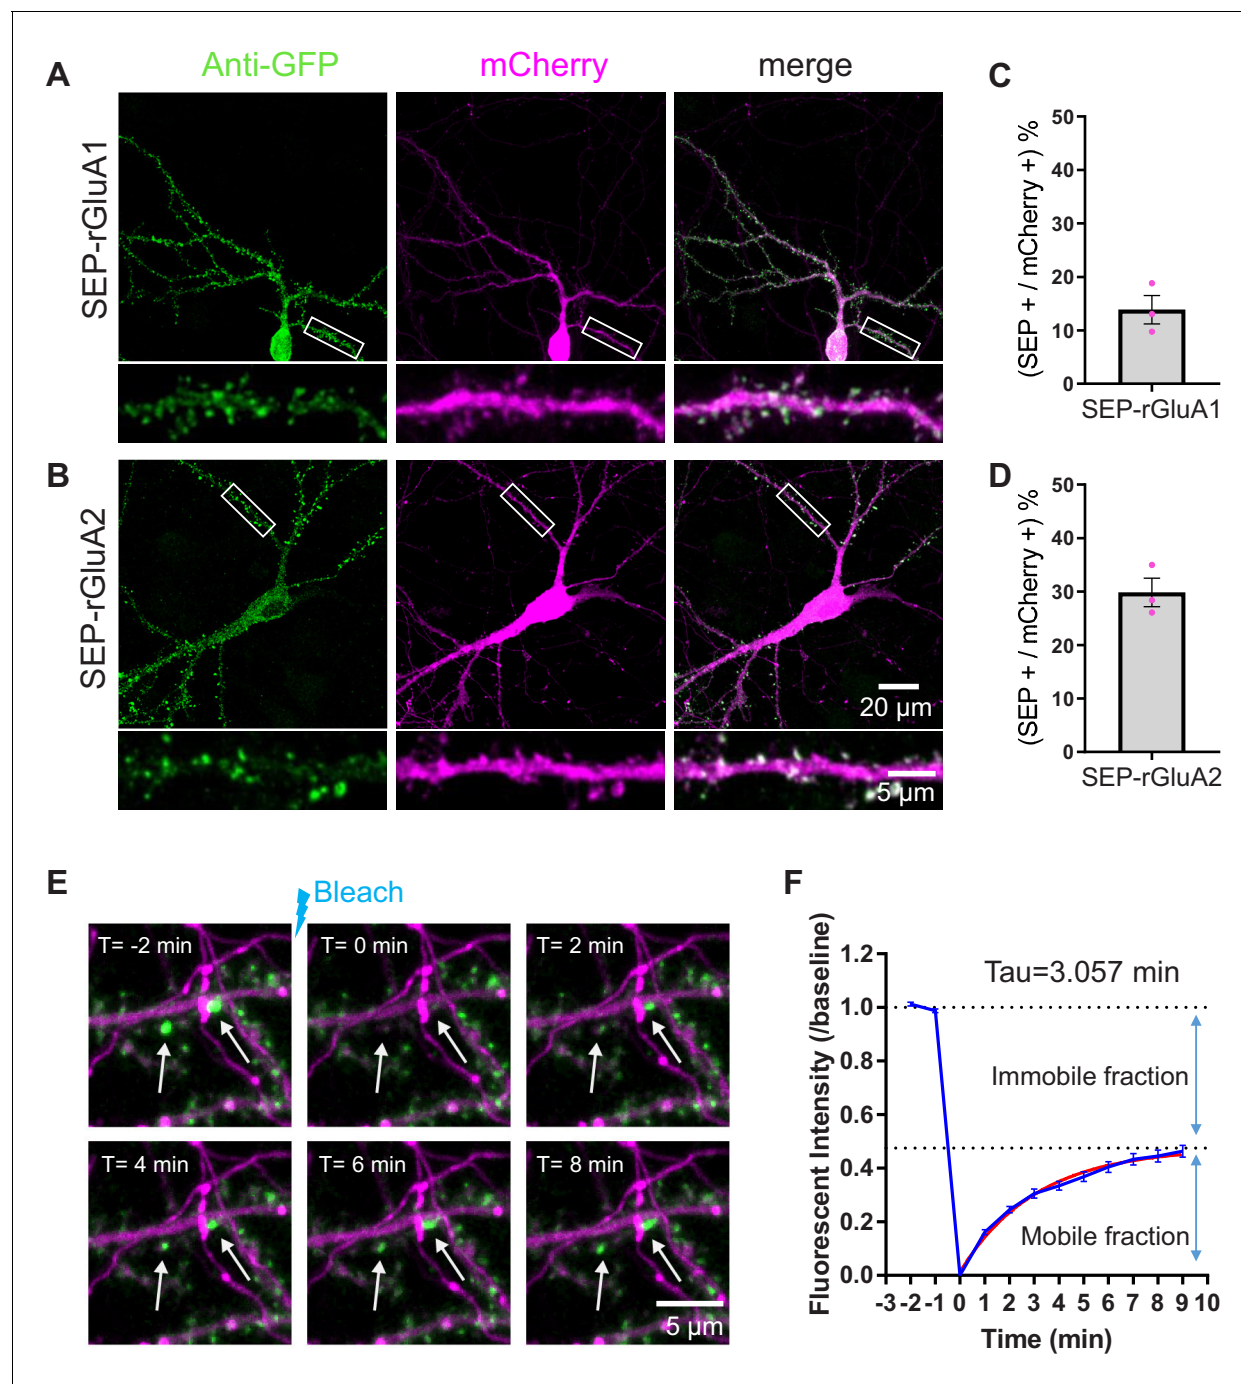 A
Anti-GFP
mCherry
merge
SEP-rGluA1
B
SEP-rGluA2
20 µm
5 µm
C
(SEP + / mCherry +) %
50
40
30
20
10
0
SEP-rGluA1
D
(SEP + / mCherry +) %
50
40
30
20
10
0
SEP-rGluA2
E
Bleach
T= -2 min
T= 0 min
T= 2 min
T= 4 min
T= 6 min
T= 8 min
5 µm
F
Fluorescent Intensity (/baseline)
1.2
1.0
0.8
0.6
0.4
0.2
0.0
Tau=3.057 min
Immobile fraction
Mobile fraction
-3 -2 -1 0 1 2 3 4 5 6 7 8 9 10
Time (min)